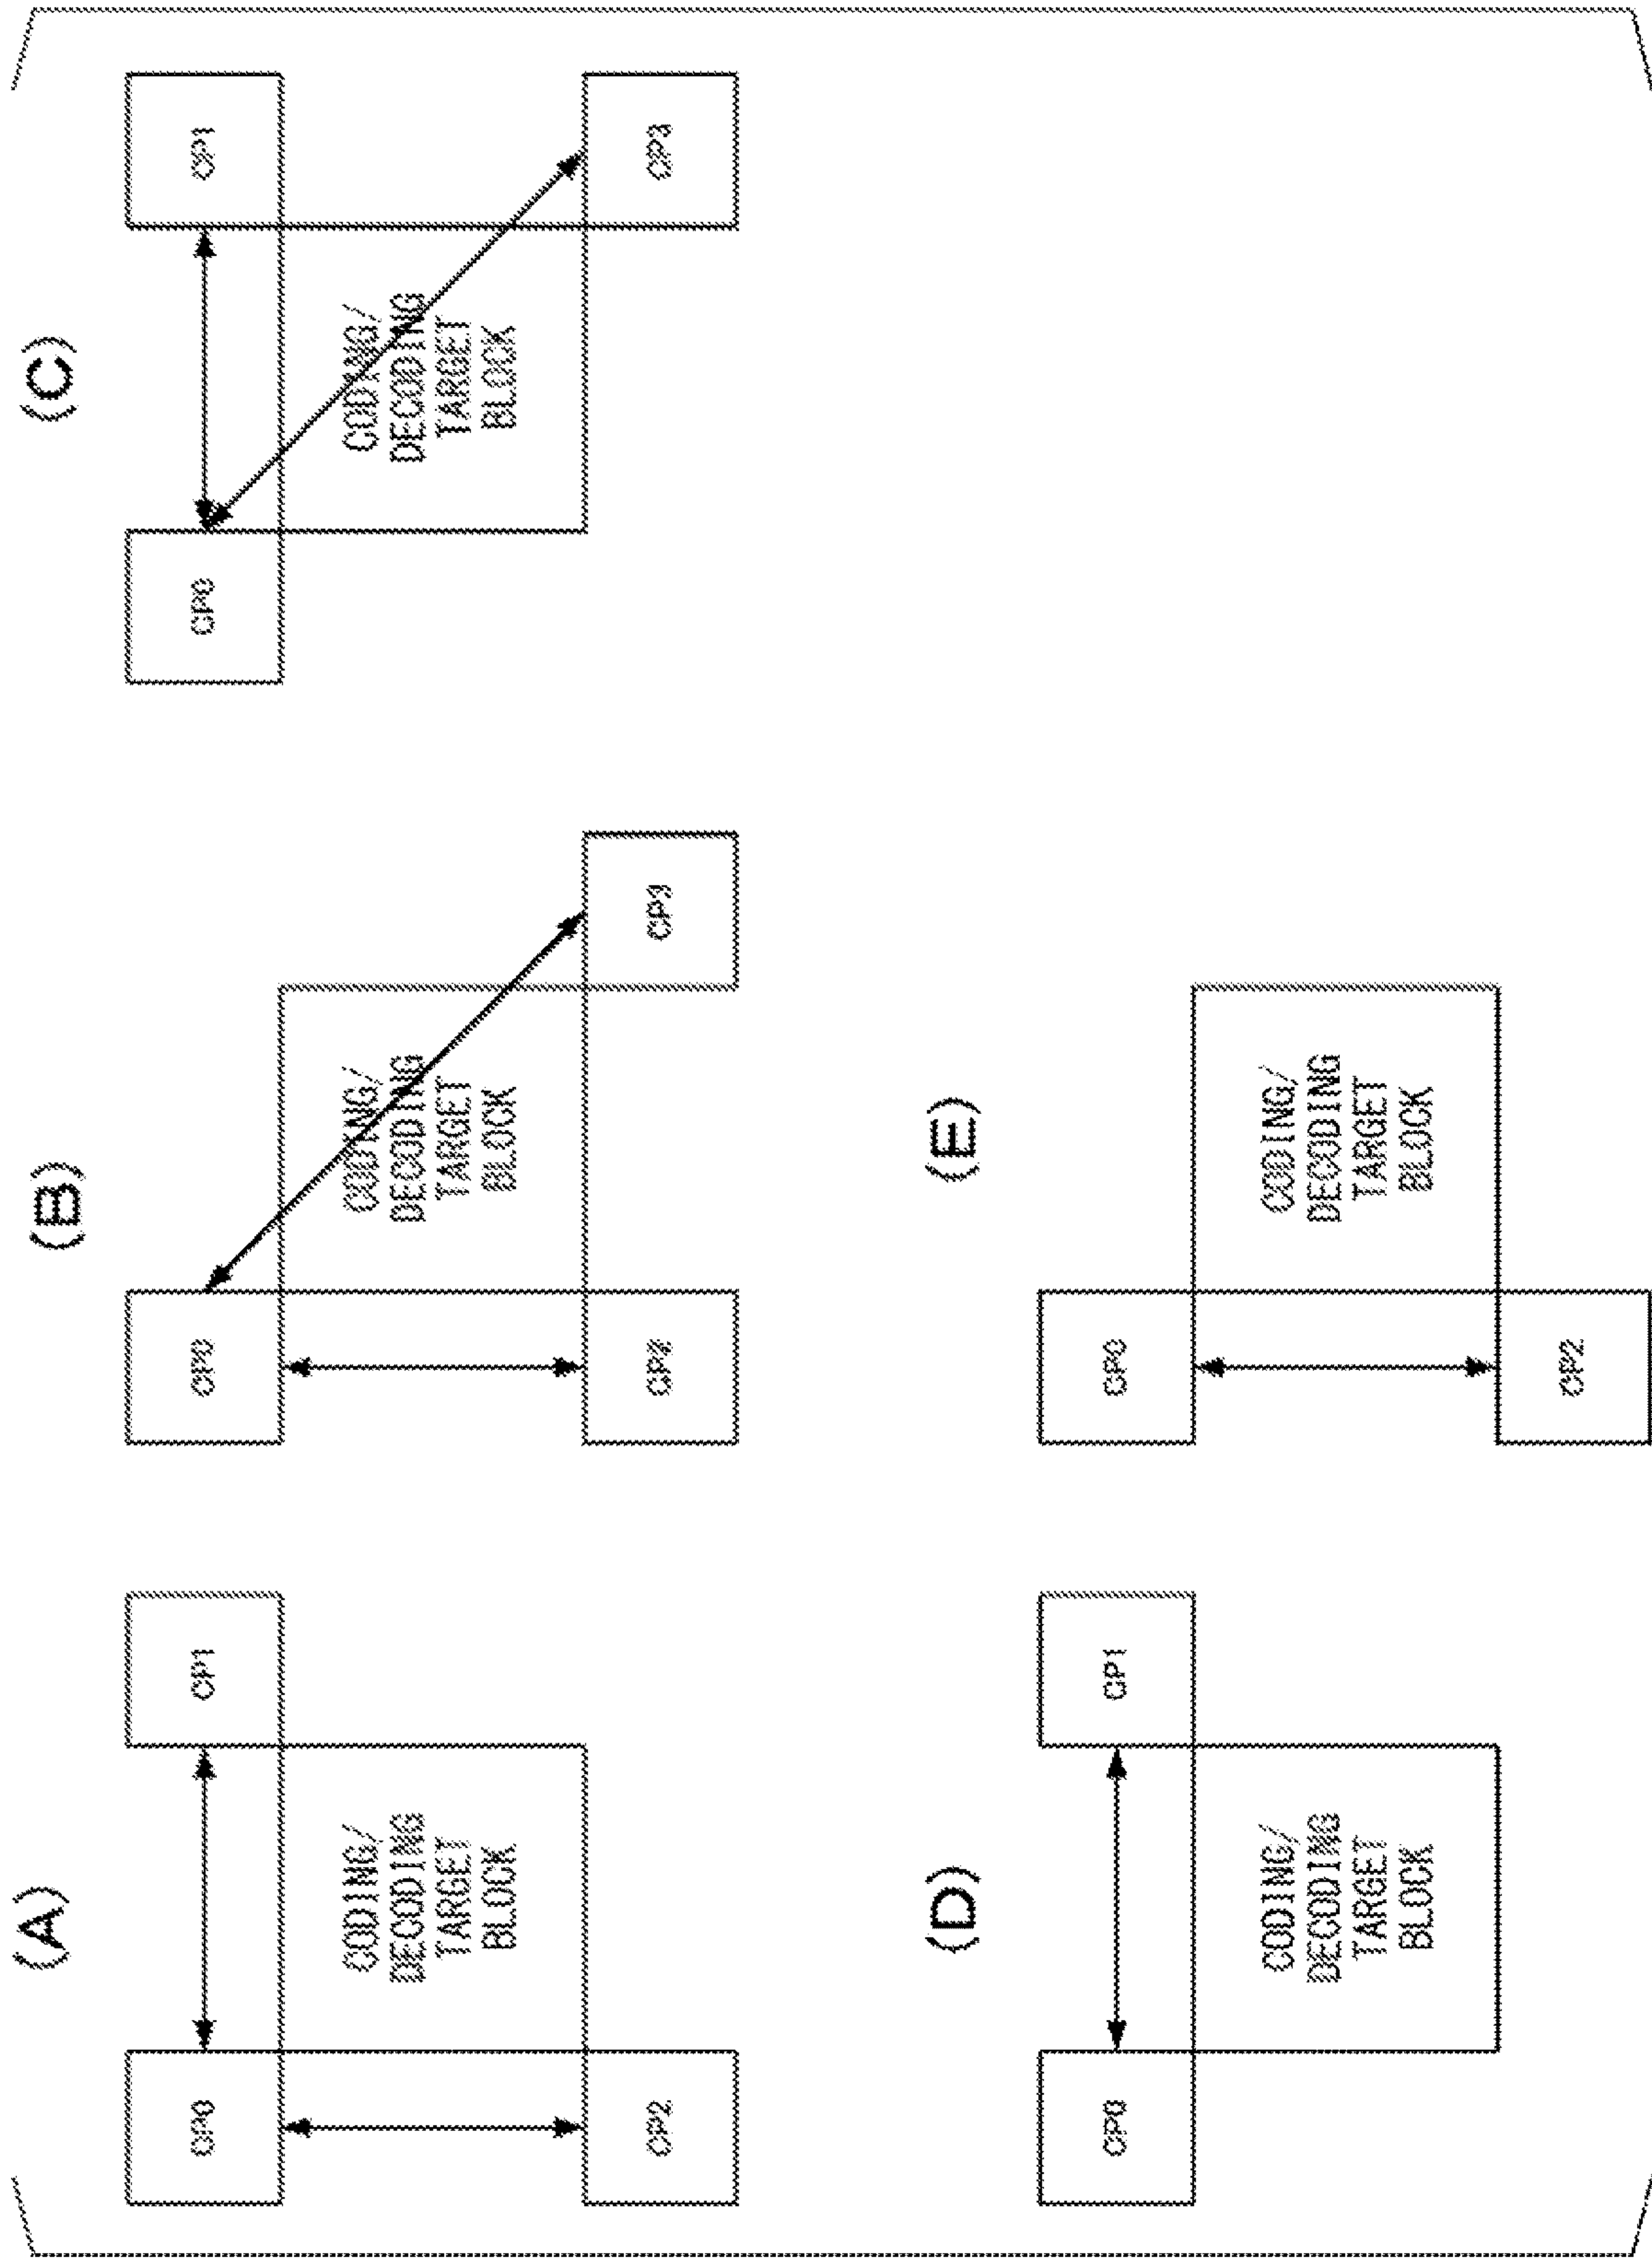 (A)
CP0
CP1
CODING/
DECODING
TARGET
BLOCK
CP2
(B)
CP0
CODING/
DECODING
TARGET
BLOCK
CP2
CP3
(C)
CP0
CP1
CODING/
DECODING
TARGET
BLOCK
CP3
(D)
CP0
CP1
CODING/
DECODING
TARGET
BLOCK
(E)
CP0
CODING/
DECODING
TARGET
BLOCK
CP2